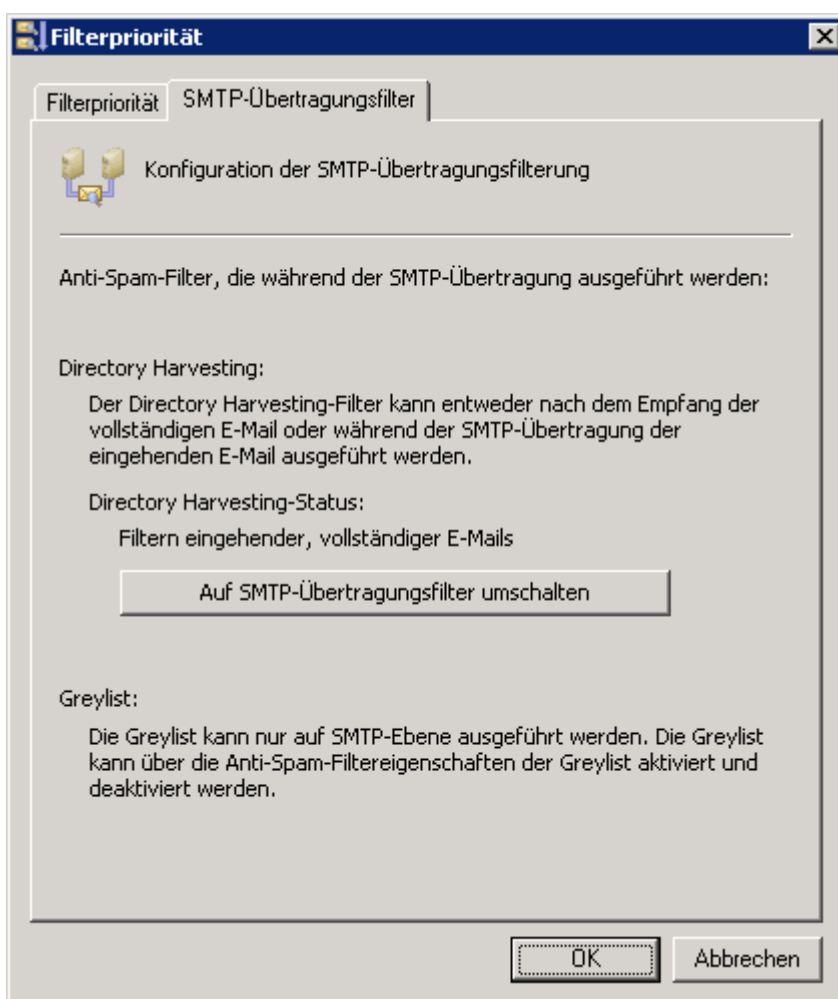 Filterpriorität
Filterpriorität
SMTP-Übertragungsfilter
Konfiguration der SMTP-Übertragungsfilterung
Anti-Spam-Filter, die während der SMTP-Übertragung ausgeführt werden:
Directory Harvesting:
Der Directory Harvesting-Filter kann entweder nach dem Empfang der
vollständigen E-Mail oder während der SMTP-Übertragung der
eingehenden E-Mail ausgeführt werden.
Directory Harvesting-Status:
Filtern eingehender, vollständiger E-Mails
Auf SMTP-Übertragungsfilter umschalten
Greylist:
Die Greylist kann nur auf SMTP-Ebene ausgeführt werden. Die Greylist
kann über die Anti-Spam-Filtereigenschaften der Greylist aktiviert und
deaktiviert werden.
OK
Abbrechen